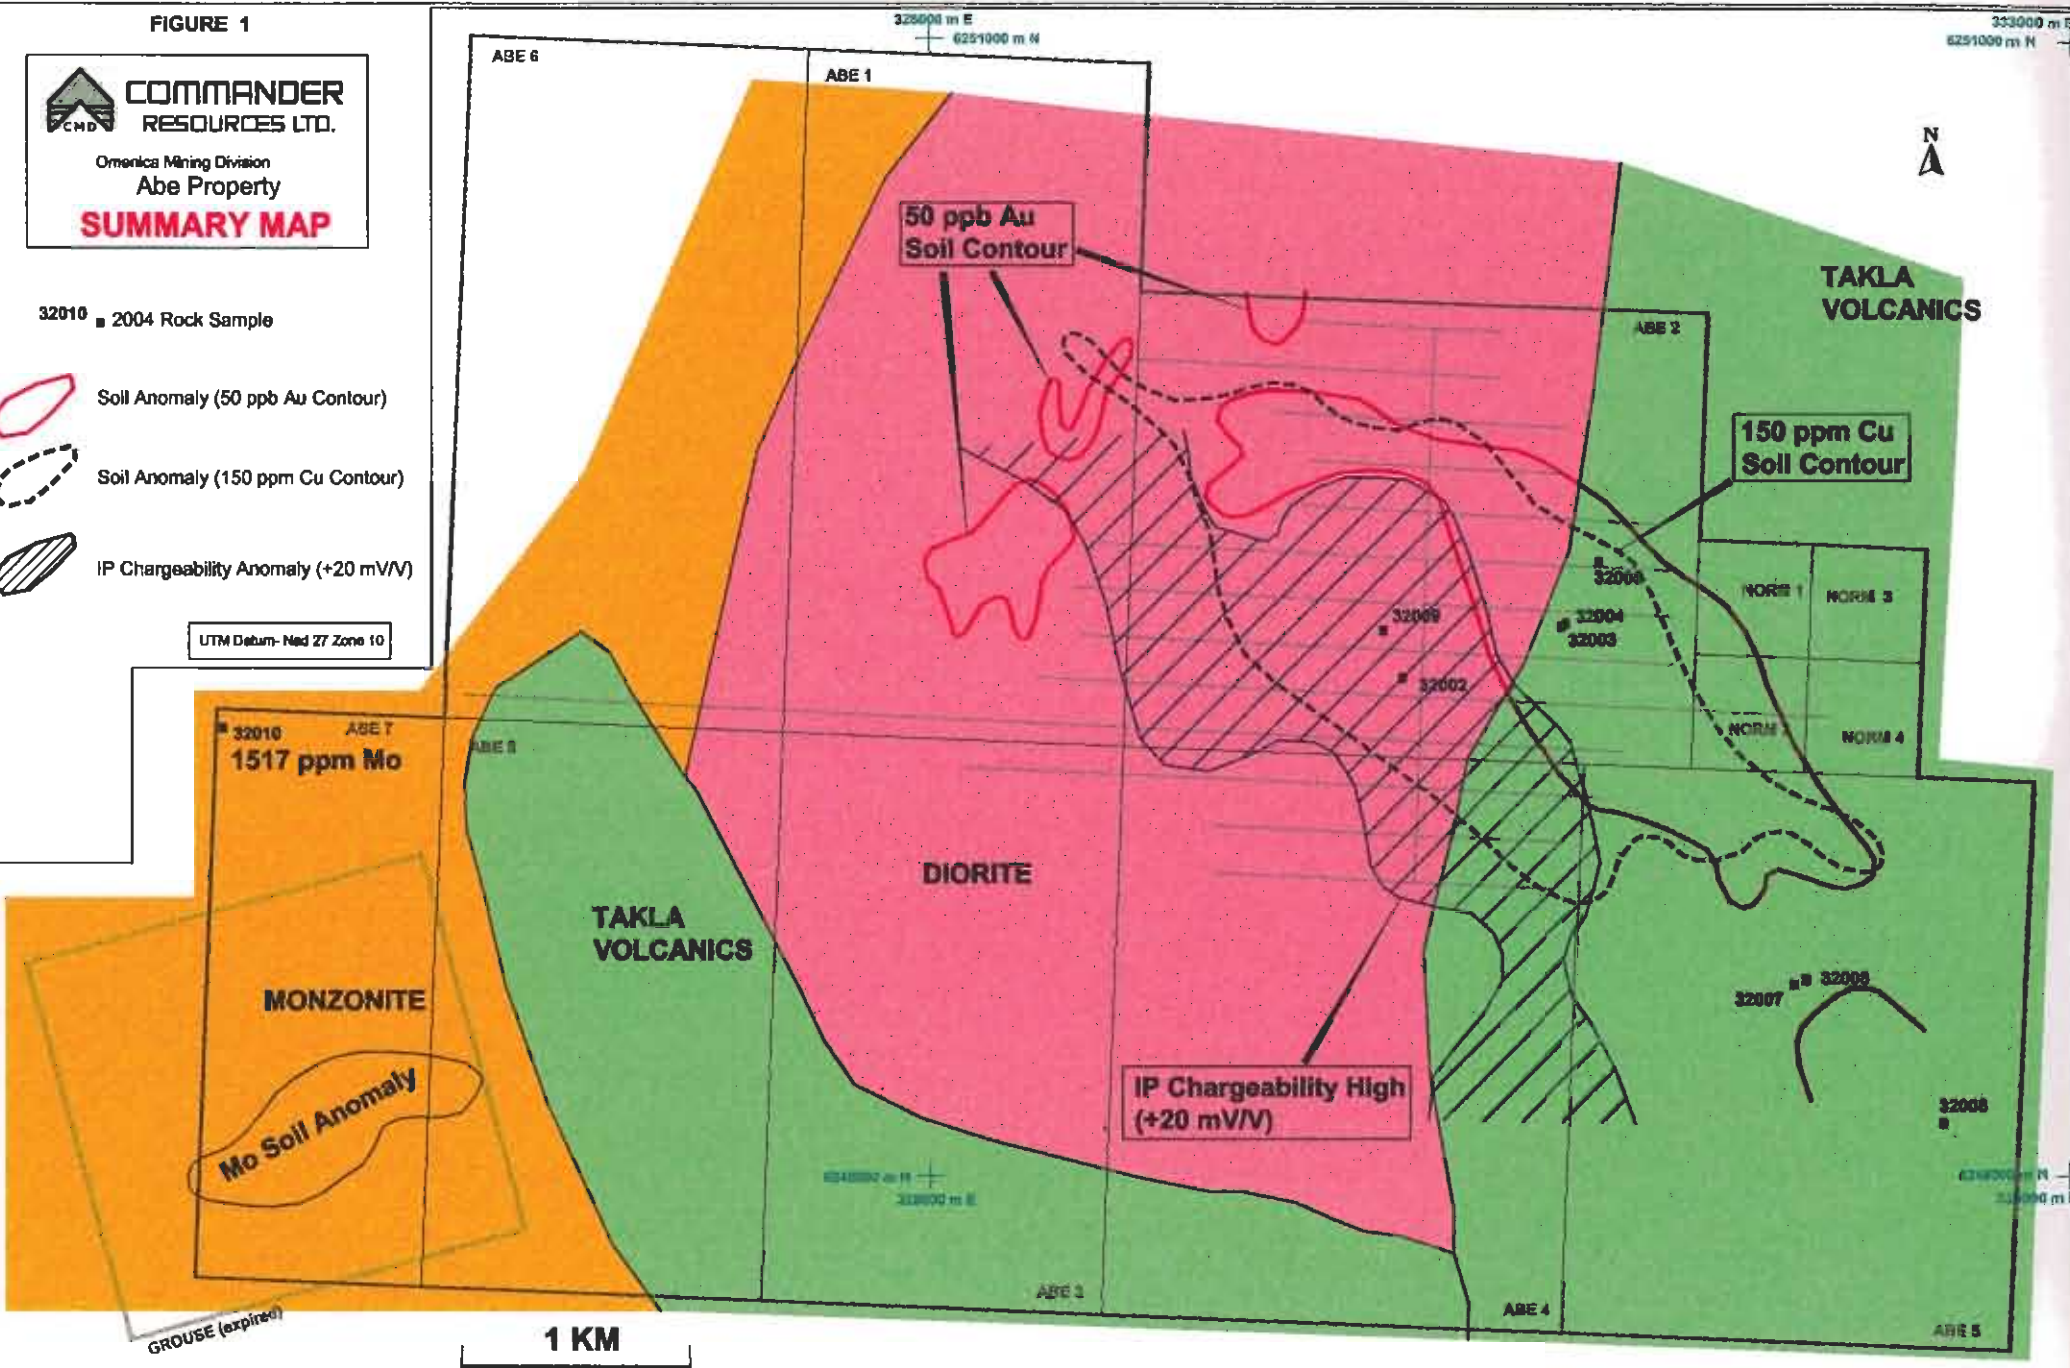 FIGURE 1
COMMANDER
RESOURCES LTD.
CMD
Omenica Mining Division
Abe Property
SUMMARY MAP
32010 2004 Rock Sample
Soil Anomaly (50 ppb Au Contour)
Soil Anomaly (150 ppm Cu Contour)
IP Chargeability Anomaly (+20 mV/V)
UTM Datum- Nad 27 Zone 10
328000 m E
6251000 m N
333000 m E
6251000 m N
N
ABE 6
ABE 1
50 ppb Au
Soil Contour
TAKLA
VOLCANICS
ABE 2
150 ppm Cu
Soil Contour
NORM 1
NORM 3
32004
32003
32009
32002
NORM
NORM 4
32010
ABE 7
1517 ppm Mo
DIORITE
TAKLA
VOLCANICS
MONZONITE
32007
Mo Soil Anomaly
IP Chargeability High
(+20 mV/V)
32008
m N
m E
ABE 3
ABE 4
ABE 5
GROUSE (expired)
1 KM